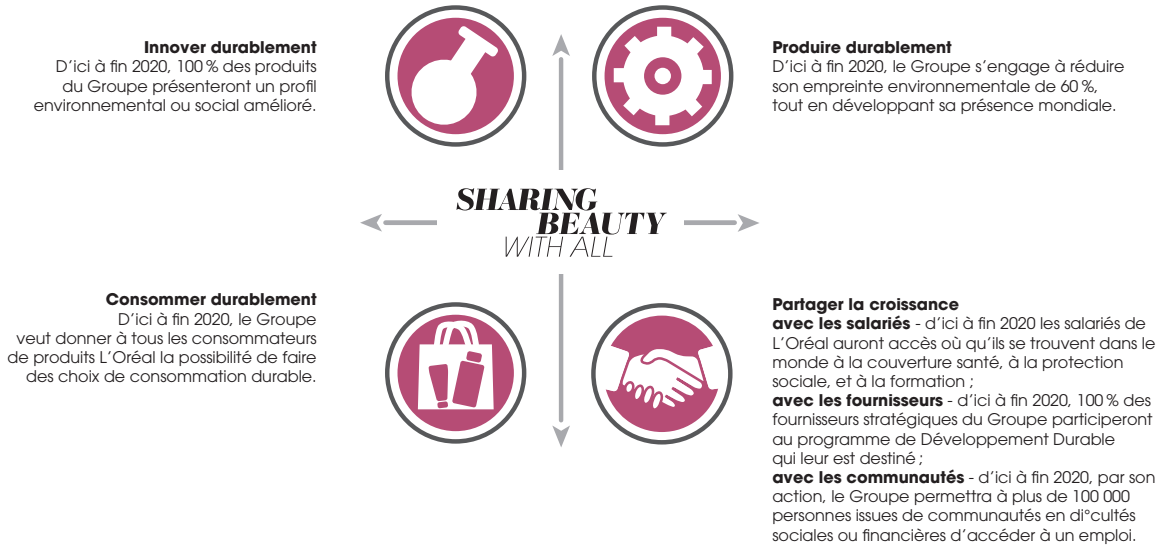 Innover durablement
D'ici à fin 2020, 100 % des produits
du Groupe présenteront un profil
environnemental ou social amélioré.
Produire durablement
D'ici à fin 2020, le Groupe s'engage à réduire
son empreinte environnementale de 60 %,
tout en développant sa présence mondiale.
SHARING
BEAUTY
WITH ALL
Consommer durablement
D'ici à fin 2020, le Groupe
veut donner à tous les consommateurs
de produits L'Oréal la possibilité de faire
des choix de consommation durable.
Partager la croissance
avec les salariés - d'ici à fin 2020 les salariés de
L'Oréal auront accès où qu'ils se trouvent dans le
monde à la couverture santé, à la protection
sociale, et à la formation ;
avec les fournisseurs - d'ici à fin 2020, 100 % des
fournisseurs stratégiques du Groupe participeront
au programme de Développement Durable
qui leur est destiné ;
avec les communautés - d'ici à fin 2020, par son
action, le Groupe permettra à plus de 100 000
personnes issues de communautés en di°cultés
sociales ou financières d'accéder à un emploi.